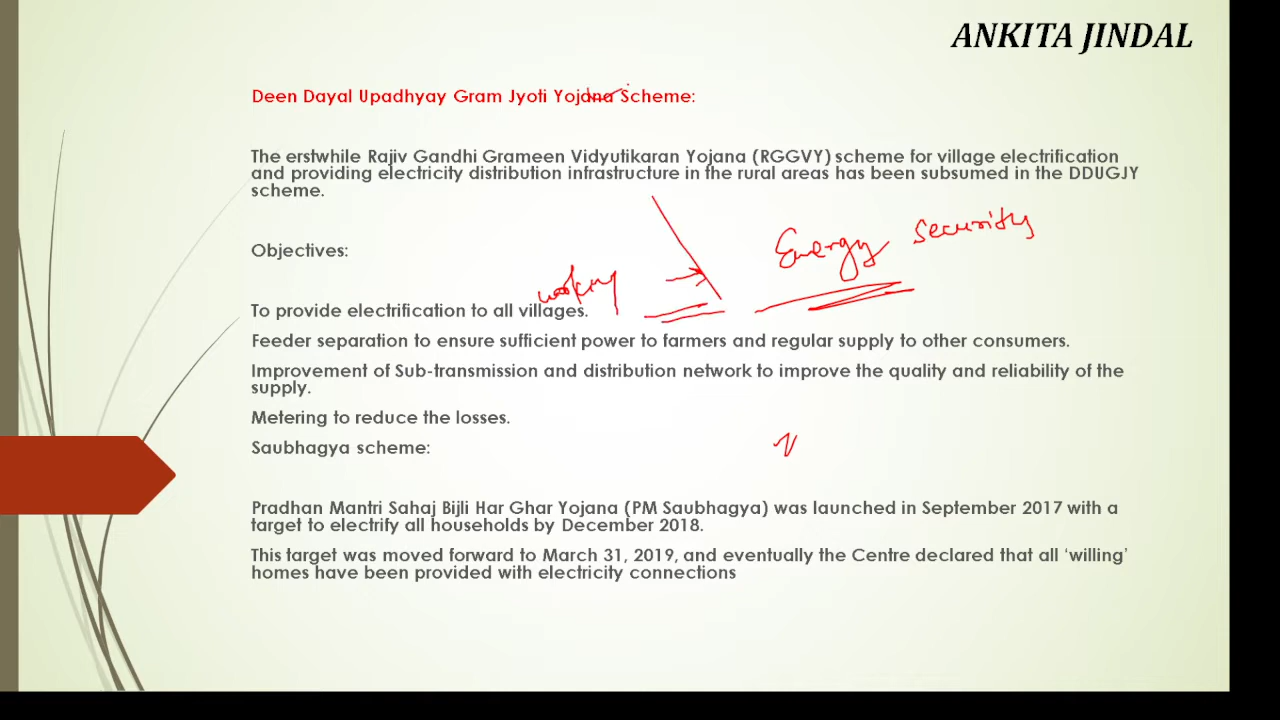 ANKITA JINDAL
Deen Dayal Upadhyay Gram Jyoti Yojana Scheme:
The erstwhile Rajiv Gandhi Grameen Vidyutikaran Yojana (RGGVY) scheme for village electrification
and providing electricity distribution infrastructure in the rural areas has been subsumed in the DDUGJY
scheme.
Energy security
Objectives:
working
To provide electrification to all villages.
Feeder separation to ensure sufficient power to farmers and regular supply to other consumers.
Improvement of Sub-transmission and distribution network to improve the quality and reliability of the
supply.
Metering to reduce the losses.
Saubhagya scheme:
Pradhan Mantri Sahaj Bijli Har Ghar Yojana (PM Saubhagya) was launched in September 2017 with a
target to electrify all households by December 2018.
This target was moved forward to March 31, 2019, and eventually the Centre declared that all ‘willing’
homes have been provided with electricity connections